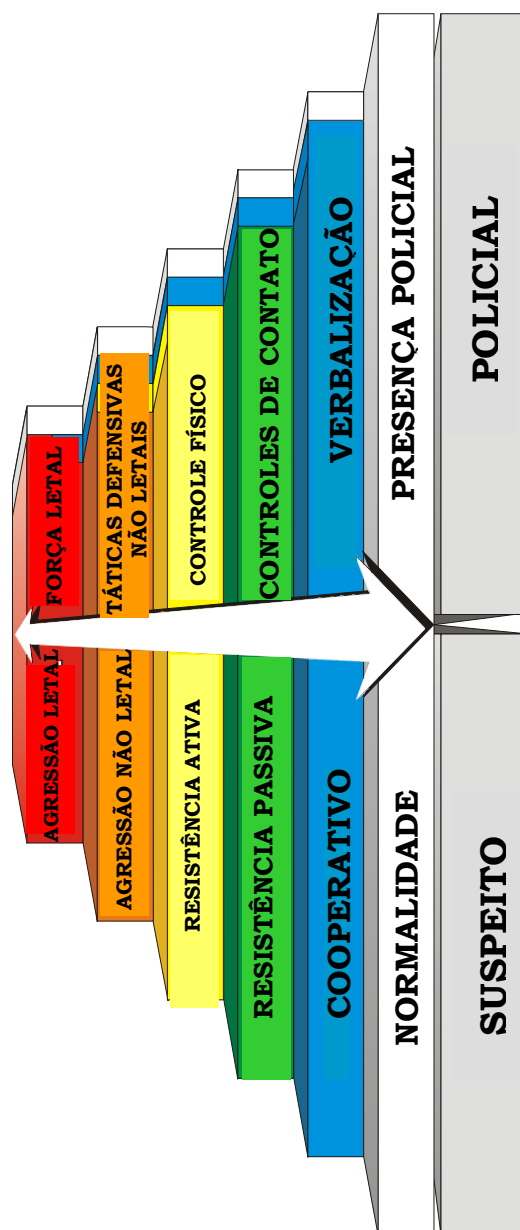 AGRESSÃO LETAL
FORÇA LETAL
AGRESSÃO NÃO LETAL
TÁTICAS DEFENSIVAS
NÃO LETAIS
RESISTÊNCIA ATIVA
CONTROLE FÍSICO
RESISTÊNCIA PASSIVA
CONTROLES DE CONTATO
COOPERATIVO
VERBALIZAÇÃO
NORMALIDADE
PRESENÇA POLICIAL
SUSPEITO
POLICIAL